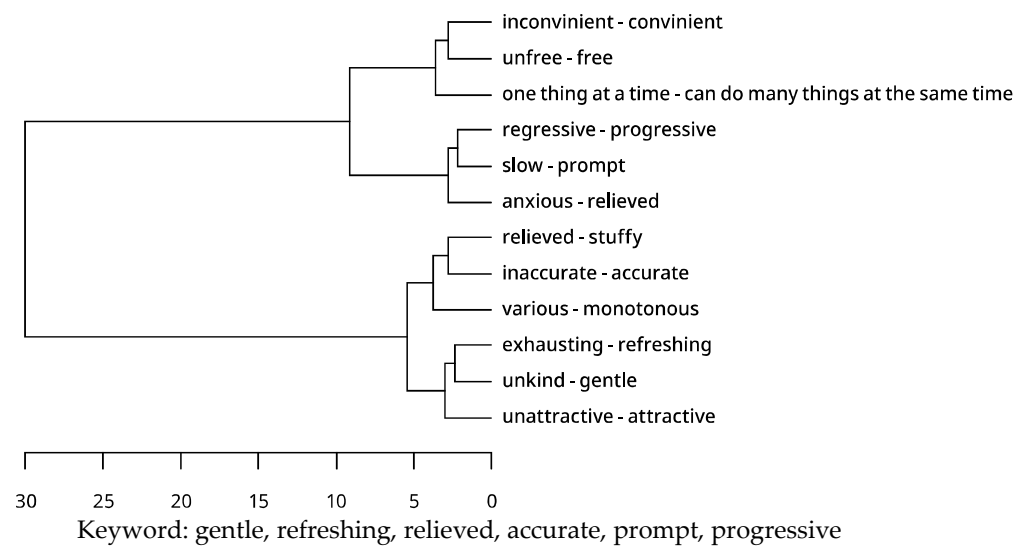 inconvinient - convinient
unfree - free
one thing at a time - can do many things at the same time
regressive - progressive
slow - prompt
anxious - relieved
relieved - stuffy
inaccurate - accurate
various - monotonous
exhausting - refreshing
unkind - gentle
unattractive - attractive
30 25 20 15 10 5 0
Keyword: gentle, refreshing, relieved, accurate, prompt, progressive